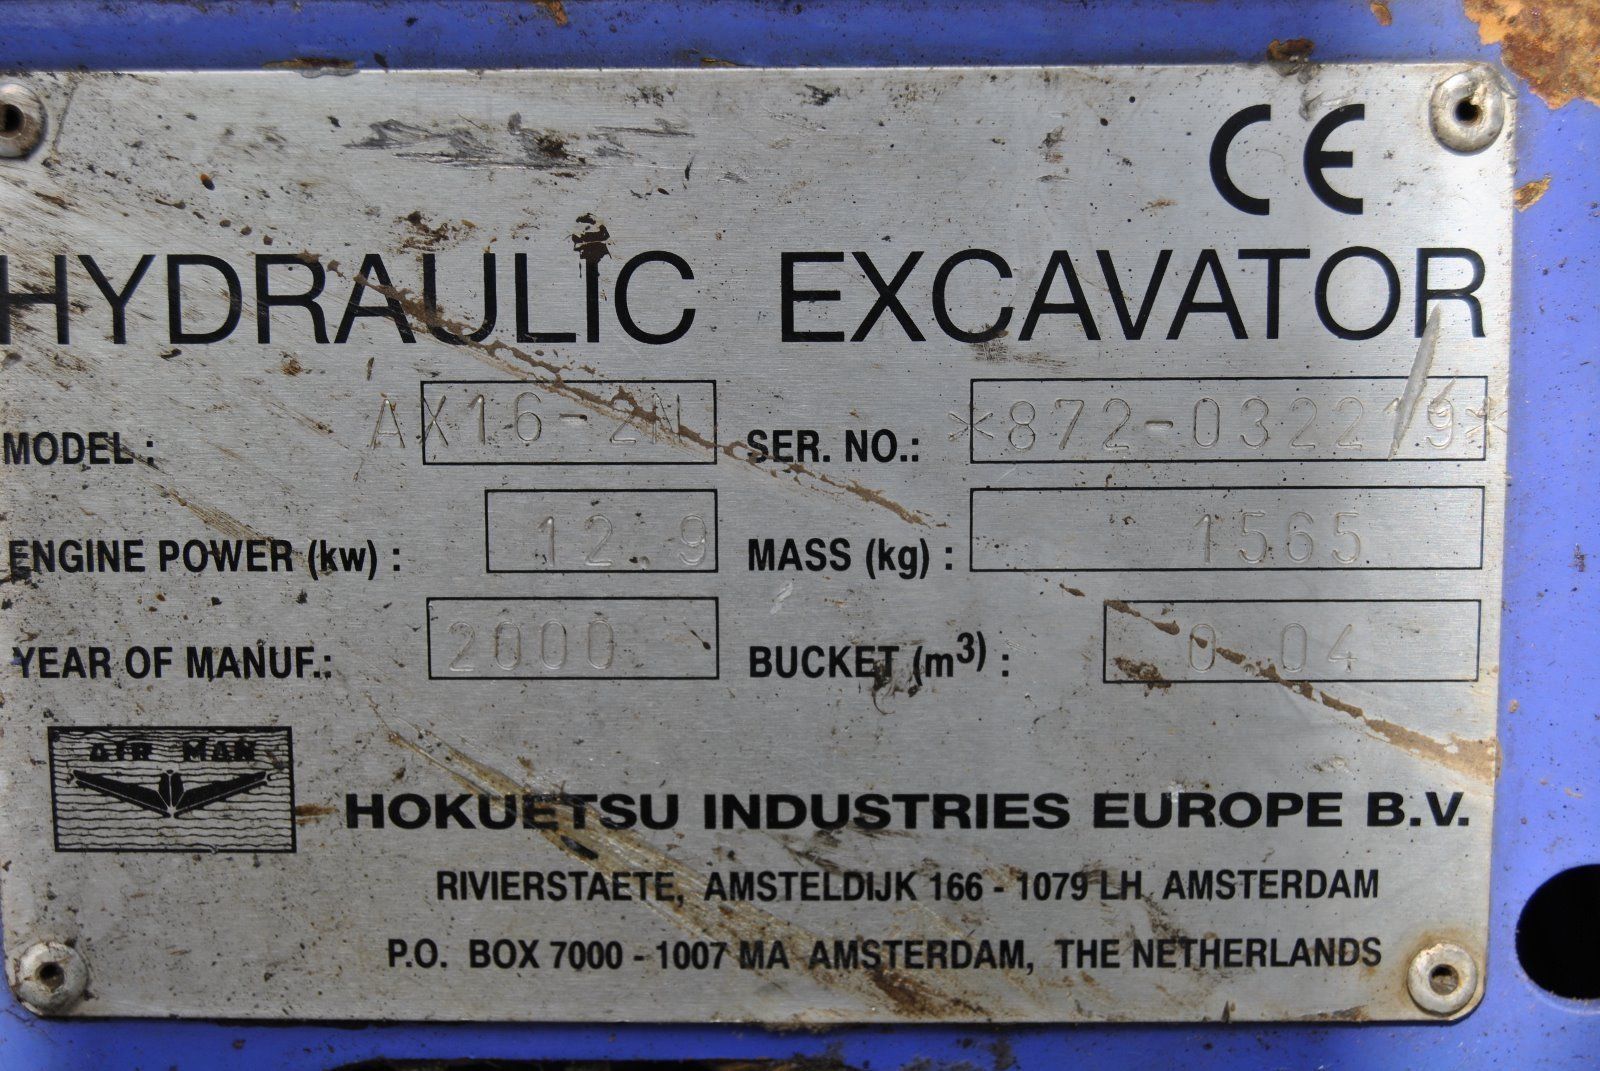 CE
HYDRAULIC EXCAVATOR
MODEL: AX16-2N SER. NO.: *872-032219*
ENGINE POWER (kw): 12.9 MASS (kg): 1565
YEAR OF MANUF.: 2000 BUCKET (m³): 0.04
AIR MAN
HOKUETSU INDUSTRIES EUROPE B.V.
RIVIERSTAETE, AMSTELDIJK 166 - 1079 LH AMSTERDAM
P.O. BOX 7000 - 1007 MA AMSTERDAM, THE NETHERLANDS